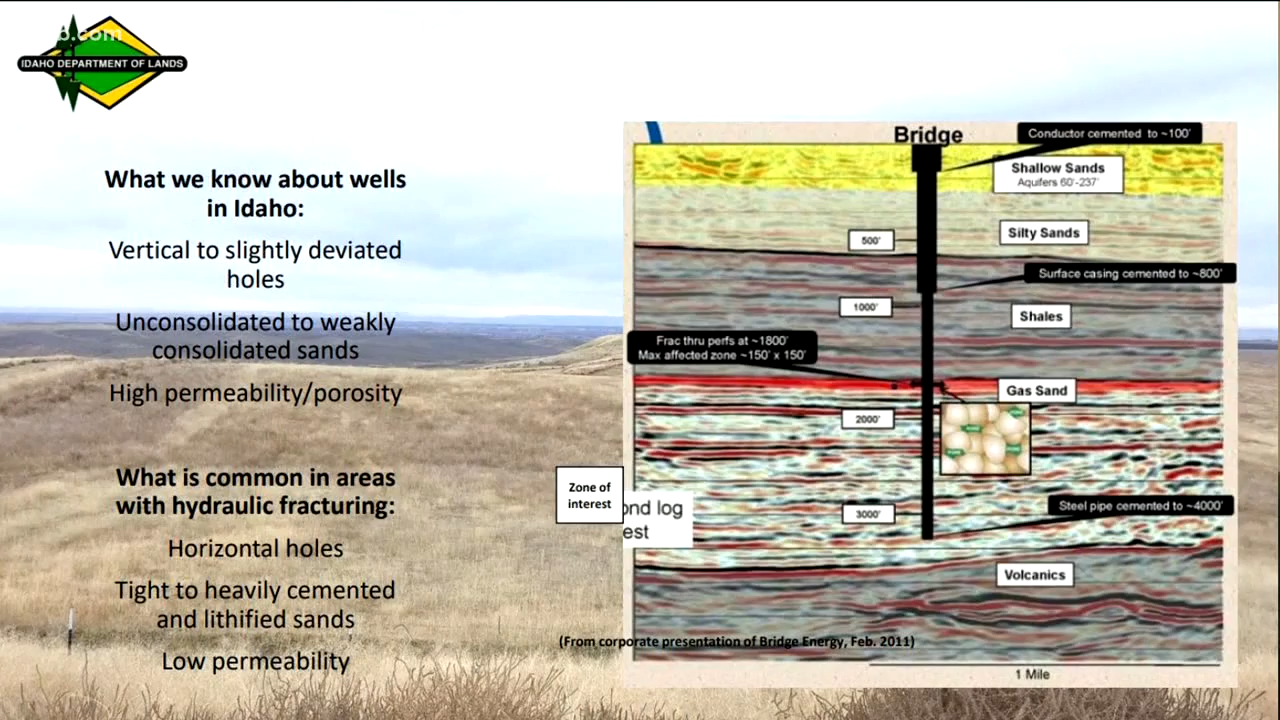 b.com
IDAHO DEPARTMENT OF LANDS
What we know about wells
in Idaho:
Vertical to slightly deviated
holes
Unconsolidated to weakly
consolidated sands
High permeability/porosity
What is common in areas
with hydraulic fracturing:
Horizontal holes
Tight to heavily cemented
and lithified sands
Low permeability
Bridge
Conductor cemented to ~100'
Shallow Sands
Aquifers 60'-237'
Silty Sands
500'
Surface casing cemented to ~800'
1000'
Shales
Frac thru perfs at ~1800'
Max affected zone ~150' x 150'
Gas Sand
2000'
Zone of
interest
ond log
est
3000'
Steel pipe cemented to ~4000'
Volcanics
(From corporate presentation of Bridge Energy, Feb. 2011)
1 Mile